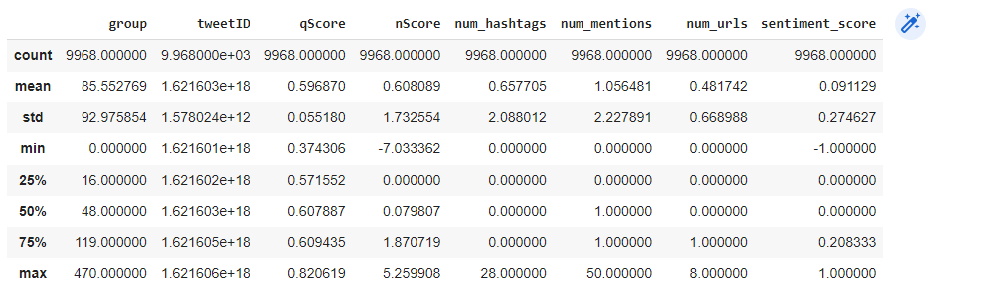 group tweetID qScore nScore num_hashtags num_mentions num_urls sentiment_score
count 9968.000000 9.968000e+03 9968.000000 9968.000000 9968.000000 9968.000000 9968.000000 9968.000000
mean 85.552769 1.621603e+18 0.596870 0.608089 0.657705 1.056481 0.481742 0.091129
std 92.975854 1.578024e+12 0.055180 1.732554 2.088012 2.227891 0.668988 0.274627
min 0.000000 1.621601e+18 0.374306 -7.033362 0.000000 0.000000 0.000000 -1.000000
25% 16.000000 1.621602e+18 0.571552 0.000000 0.000000 0.000000 0.000000 0.000000
50% 48.000000 1.621603e+18 0.607887 0.079807 0.000000 1.000000 0.000000 0.000000
75% 119.000000 1.621605e+18 0.609435 1.870719 0.000000 1.000000 1.000000 0.208333
max 470.000000 1.621606e+18 0.820619 5.259908 28.000000 50.000000 8.000000 1.000000